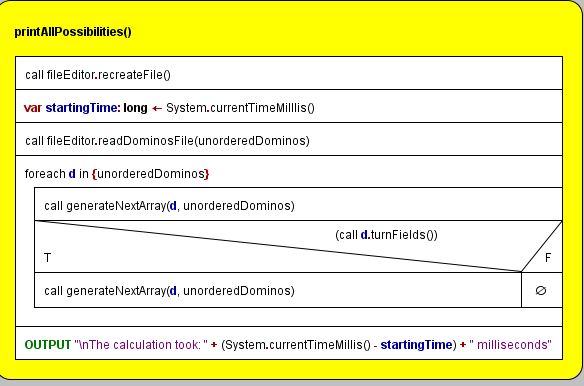 printAllPossibilities()
call fileEditor.recreateFile()
var startingTime: long ← System.currentTimeMilllis()
call fileEditor.readDominosFile(unorderedDominos)
foreach d in {unorderedDominos}
call generateNextArray(d, unorderedDominos)
(call d.turnFields())
T F
call generateNextArray(d, unorderedDominos) ∅
OUTPUT "\nThe calculation took: " + (System.currentTimeMillis() - startingTime) + " milliseconds"